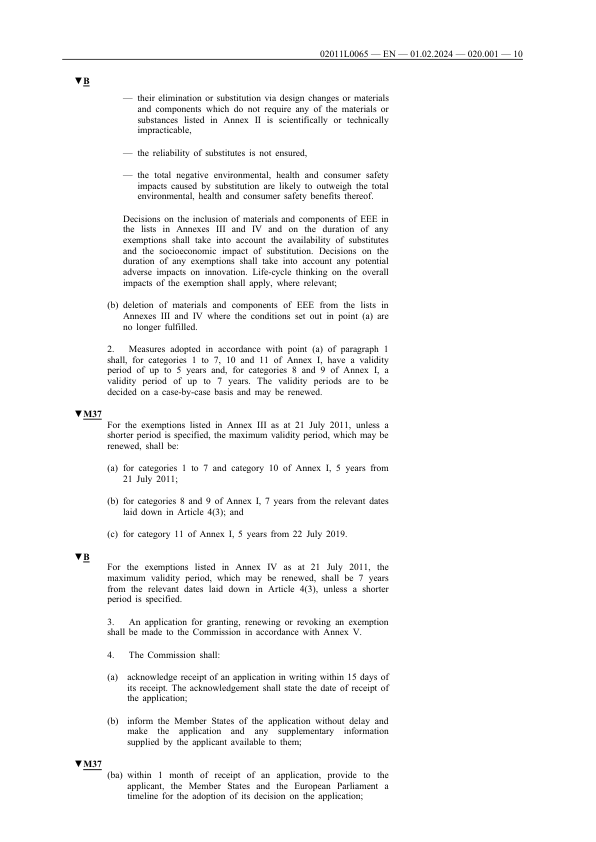 02011L0065 — EN — 01.02.2024 — 020.001 — 10
▼B
— their elimination or substitution via design changes or materials
and components which do not require any of the materials or
substances listed in Annex II is scientifically or technically
impracticable,
— the reliability of substitutes is not ensured,
— the total negative environmental, health and consumer safety
impacts caused by substitution are likely to outweigh the total
environmental, health and consumer safety benefits thereof.
Decisions on the inclusion of materials and components of EEE in
the lists in Annexes III and IV and on the duration of any
exemptions shall take into account the availability of substitutes
and the socioeconomic impact of substitution. Decisions on the
duration of any exemptions shall take into account any potential
adverse impacts on innovation. Life-cycle thinking on the overall
impacts of the exemption shall apply, where relevant;
(b) deletion of materials and components of EEE from the lists in
Annexes III and IV where the conditions set out in point (a) are
no longer fulfilled.
2. Measures adopted in accordance with point (a) of paragraph 1
shall, for categories 1 to 7, 10 and 11 of Annex I, have a validity
period of up to 5 years and, for categories 8 and 9 of Annex I, a
validity period of up to 7 years. The validity periods are to be
decided on a case-by-case basis and may be renewed.
▼M37
For the exemptions listed in Annex III as at 21 July 2011, unless a
shorter period is specified, the maximum validity period, which may be
renewed, shall be:
(a) for categories 1 to 7 and category 10 of Annex I, 5 years from
21 July 2011;
(b) for categories 8 and 9 of Annex I, 7 years from the relevant dates
laid down in Article 4(3); and
(c) for category 11 of Annex I, 5 years from 22 July 2019.
▼B
For the exemptions listed in Annex IV as at 21 July 2011, the
maximum validity period, which may be renewed, shall be 7 years
from the relevant dates laid down in Article 4(3), unless a shorter
period is specified.
3. An application for granting, renewing or revoking an exemption
shall be made to the Commission in accordance with Annex V.
4. The Commission shall:
(a) acknowledge receipt of an application in writing within 15 days of
its receipt. The acknowledgement shall state the date of receipt of
the application;
(b) inform the Member States of the application without delay and
make the application and any supplementary information
supplied by the applicant available to them;
▼M37
(ba) within 1 month of receipt of an application, provide to the
applicant, the Member States and the European Parliament a
timeline for the adoption of its decision on the application;